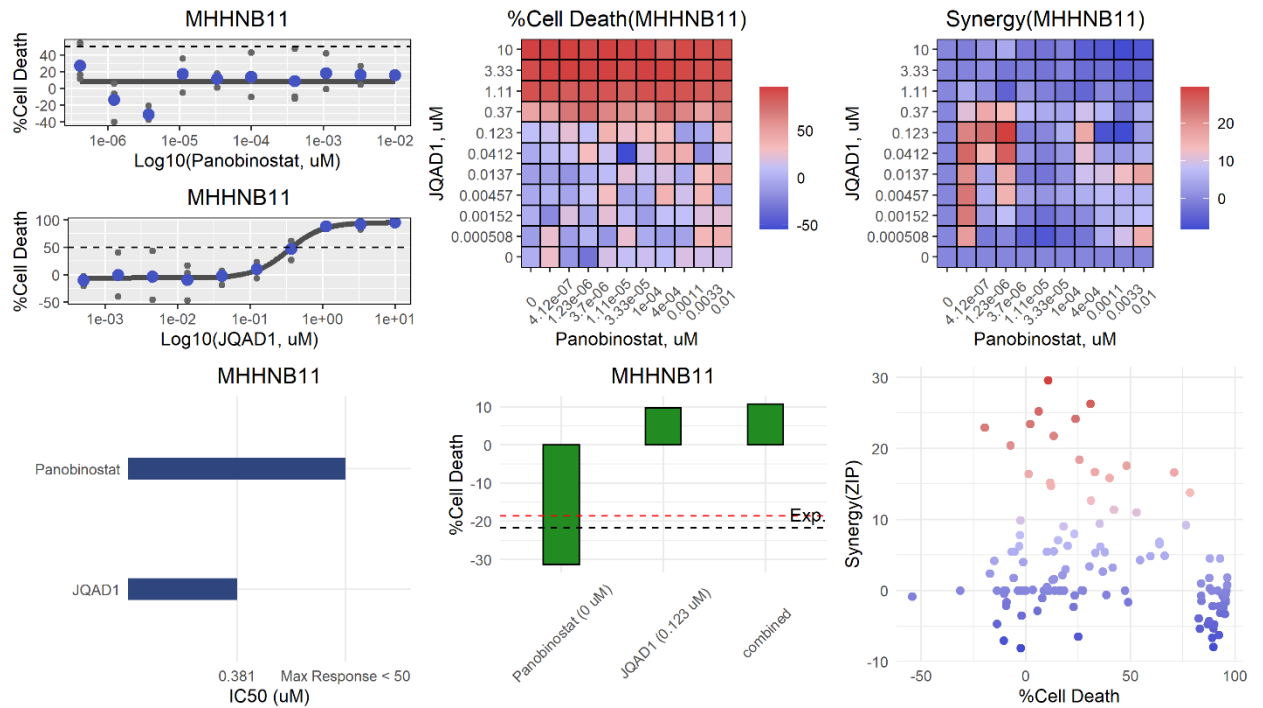 MHHNB11
%Cell Death
40
20
0
-20
-40
1e-06
1e-05
1e-04
1e-03
1e-02
Log10(Panobinostat, uM)
MHHNB11
%Cell Death
100
50
0
-50
1e-03
1e-02
1e-01
1e+00
1e+01
Log10(JQAD1, uM)
%Cell Death(MHHNB11)
JQAD1, uM
10
3.33
1.11
0.37
0.123
0.0412
0.0137
0.00457
0.00152
0.000508
0
0
4.12e-07
1.23e-06
3.7e-06
1.11e-05
3.33e-05
1e-04
4e-04
0.0011
0.0033
0.01
Panobinostat, uM
50
0
-50
Synergy(MHHNB11)
JQAD1, uM
10
3.33
1.11
0.37
0.123
0.0412
0.0137
0.00457
0.00152
0.000508
0
0
4.12e-07
1.23e-06
3.7e-06
1.11e-05
3.33e-05
1e-04
4e-04
0.0011
0.0033
0.01
Panobinostat, uM
20
10
0
MHHNB11
Panobinostat
JQAD1
0.381
Max Response < 50
IC50 (uM)
MHHNB11
%Cell Death
10
0
-10
-20
-30
Exp.
Panobinostat (0 uM)
JQAD1 (0.123 uM)
combined
Synergy(ZIP)
30
20
10
0
-10
-50
0
50
100
%Cell Death